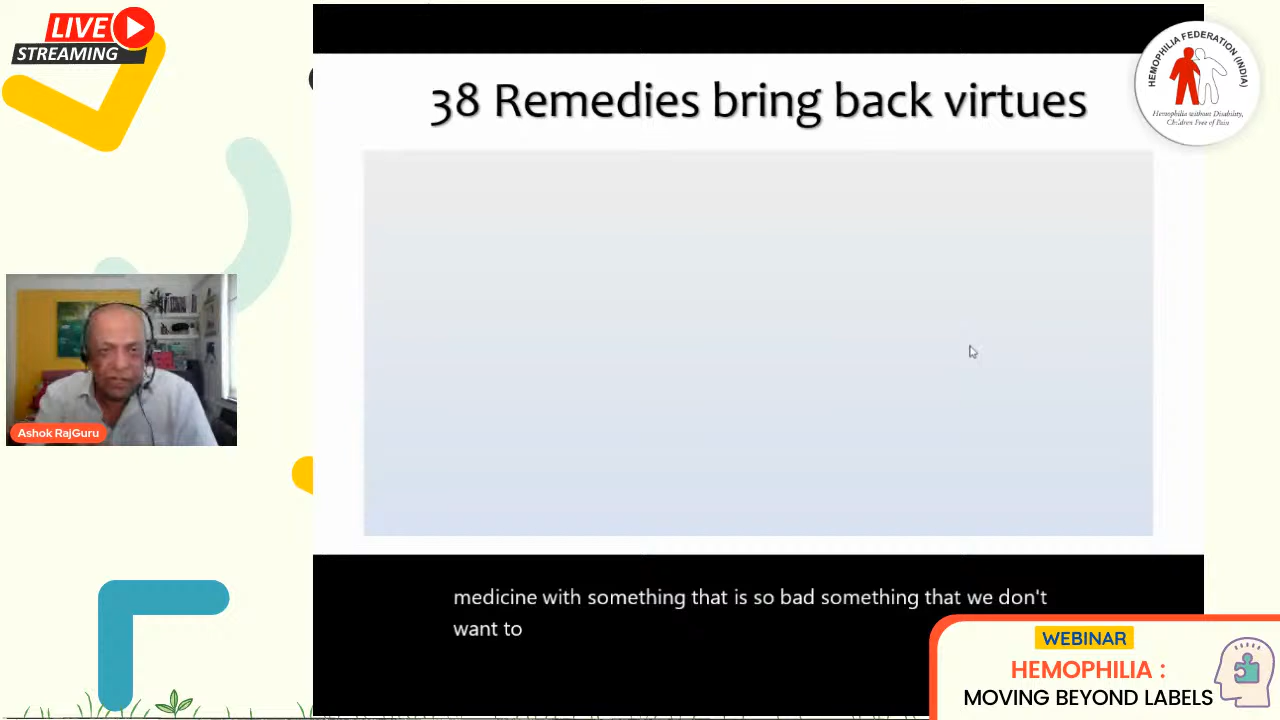 LIVE
STREAMING
38 Remedies bring back virtues
HEMOPHILIA FEDERATION (INDIA)
Hemophilia without Disability,
Children Free of Pain
Ashok RajGuru
medicine with something that is so bad something that we don't
want to
WEBINAR
HEMOPHILIA :
MOVING BEYOND LABELS